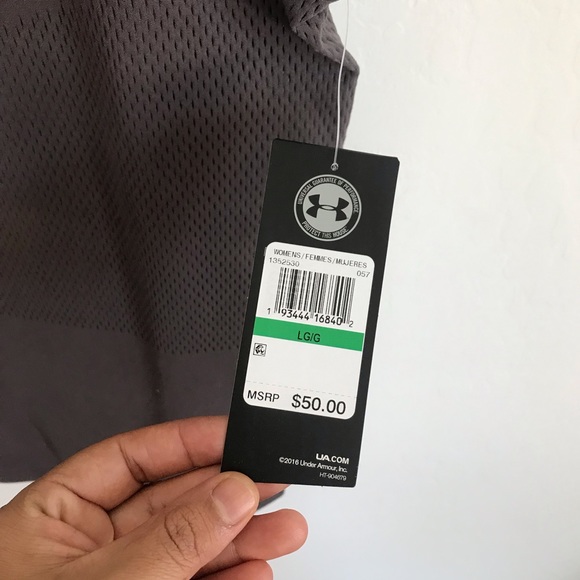 UNIVERSAL GUARANTEE OF PERFORMANCE
PROTECT THIS HOUSE.
WOMENS/FEMMES/MUJERES
1352530 057
1 93444 16840 2
LG/G
MSRP $50.00
UA.COM
©2016 Under Armour, Inc.
HT-904679